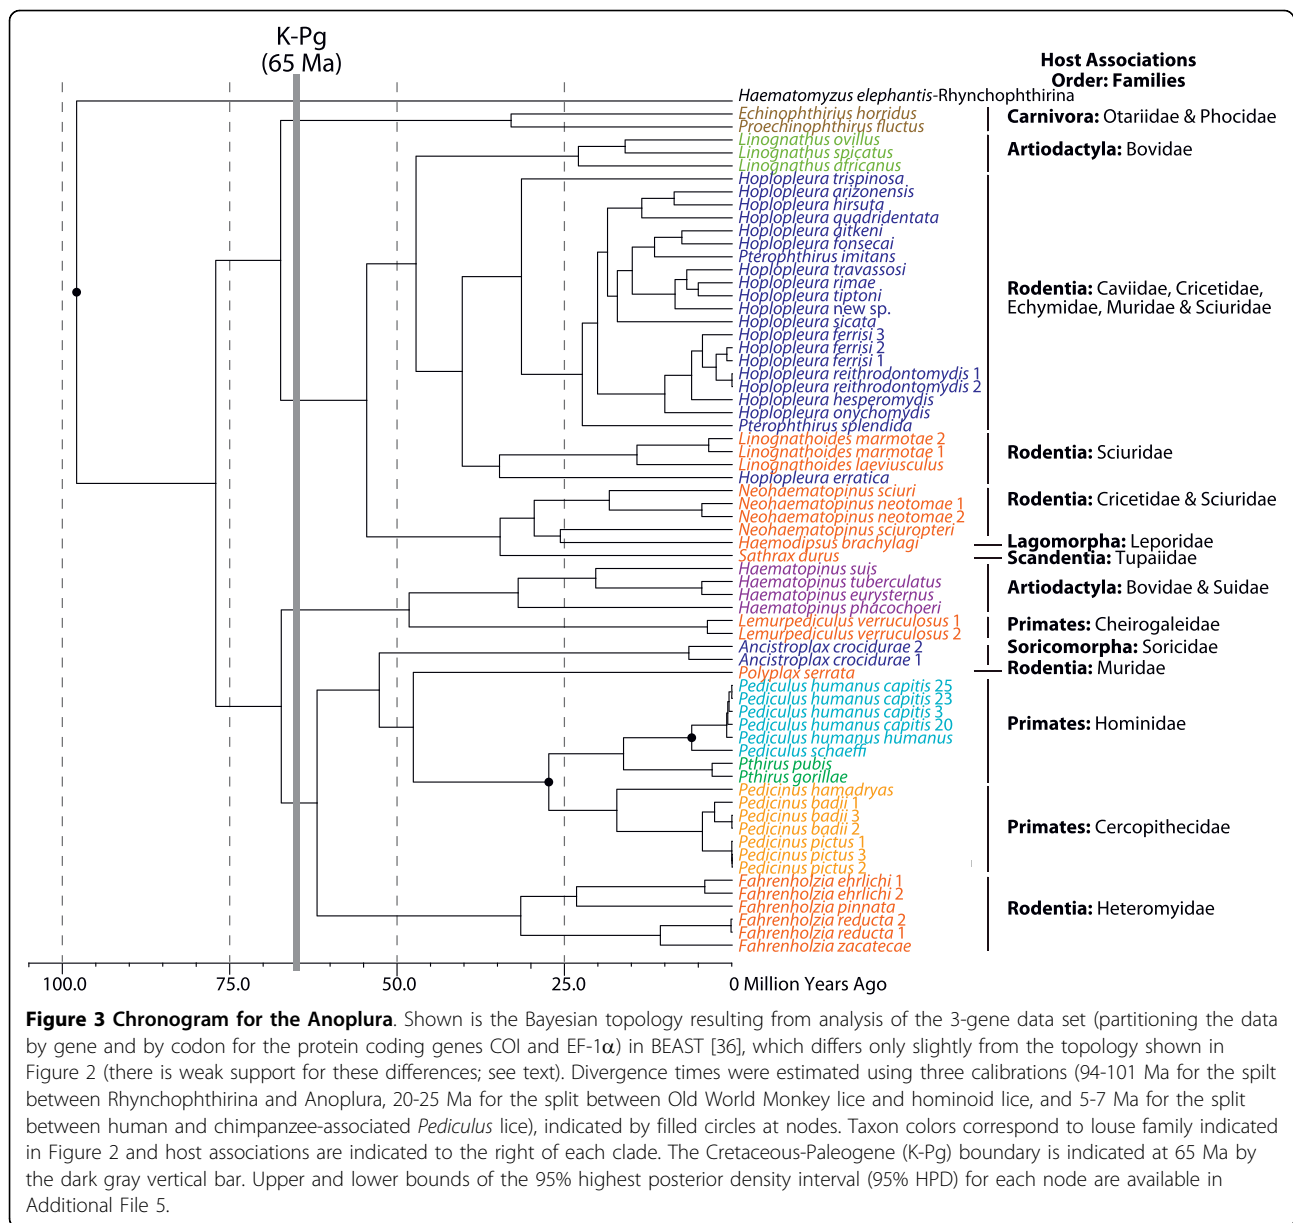 K-Pg
(65 Ma)
Host Associations
Order: Families
Haematomyzus elephantis-Rhynchophthirina
Echinophthirius horridus
Proechinophthirus fluctus
Carnivora: Otariidae & Phocidae
Linognathus ovillus
Linognathus spicatus
Linognathus africanus
Artiodactyla: Bovidae
Hoplopleura trispinosa
Hoplopleura arizonensis
Hoplopleura hirsuta
Hoplopleura quadridentata
Hoplopleura aitkeni
Hoplopleura fonsecai
Pterophthirus imitans
Hoplopleura travassosi
Hoplopleura rimae
Hoplopleura tiptoni
Hoplopleura new sp.
Hoplopleura sicata
Hoplopleura ferrisi 3
Hoplopleura ferrisi 2
Hoplopleura ferrisi 1
Hoplopleura reithrodontomydis 1
Hoplopleura reithrodontomydis 2
Hoplopleura hesperomydis
Hoplopleura onychomydis
Pterophthirus splendida
Rodentia: Caviidae, Cricetidae,
Echymidae, Muridae & Sciuridae
Linognathoides marmotae 2
Linognathoides marmotae 1
Linognathoides laeviusculus
Hoplopleura erratica
Rodentia: Sciuridae
Neohaematopinus sciuri
Neohaematopinus neotomae 1
Neohaematopinus neotomae 2
Neohaematopinus sciuropteri
Rodentia: Cricetidae & Sciuridae
Haemodipsus brachylagi
Lagomorpha: Leporidae
Sathrax durus
Scandentia: Tupaiidae
Haematopinus suis
Haematopinus tuberculatus
Haematopinus eurysternus
Haematopinus phacochoeri
Artiodactyla: Bovidae & Suidae
Lemurpediculus verruculosus 1
Lemurpediculus verruculosus 2
Primates: Cheirogaleidae
Ancistroplax crocidurae 2
Ancistroplax crocidurae 1
Soricomorpha: Soricidae
Polyplax serrata
Rodentia: Muridae
Pediculus humanus capitis 25
Pediculus humanus capitis 23
Pediculus humanus capitis 3
Pediculus humanus capitis 20
Pediculus humanus humanus
Pediculus schaeffi
Pthirus pubis
Pthirus gorillae
Primates: Hominidae
Pedicinus hamadryas
Pedicinus badii 1
Pedicinus badii 3
Pedicinus badii 2
Pedicinus pictus 1
Pedicinus pictus 3
Pedicinus pictus 2
Primates: Cercopithecidae
Fahrenholzia ehrlichi 1
Fahrenholzia ehrlichi 2
Fahrenholzia pinnata
Fahrenholzia reducta 2
Fahrenholzia reducta 1
Fahrenholzia zacatecae
Rodentia: Heteromyidae
100.0 75.0 50.0 25.0 0 Million Years Ago
Figure 3 Chronogram for the Anoplura. Shown is the Bayesian topology resulting from analysis of the 3-gene data set (partitioning the data
by gene and by codon for the protein coding genes COI and EF-1α) in BEAST [36], which differs only slightly from the topology shown in
Figure 2 (there is weak support for these differences; see text). Divergence times were estimated using three calibrations (94-101 Ma for the spilt
between Rhynchophthirina and Anoplura, 20-25 Ma for the split between Old World Monkey lice and hominoid lice, and 5-7 Ma for the split
between human and chimpanzee-associated Pediculus lice), indicated by filled circles at nodes. Taxon colors correspond to louse family indicated
in Figure 2 and host associations are indicated to the right of each clade. The Cretaceous-Paleogene (K-Pg) boundary is indicated at 65 Ma by
the dark gray vertical bar. Upper and lower bounds of the 95% highest posterior density interval (95% HPD) for each node are available in
Additional File 5.